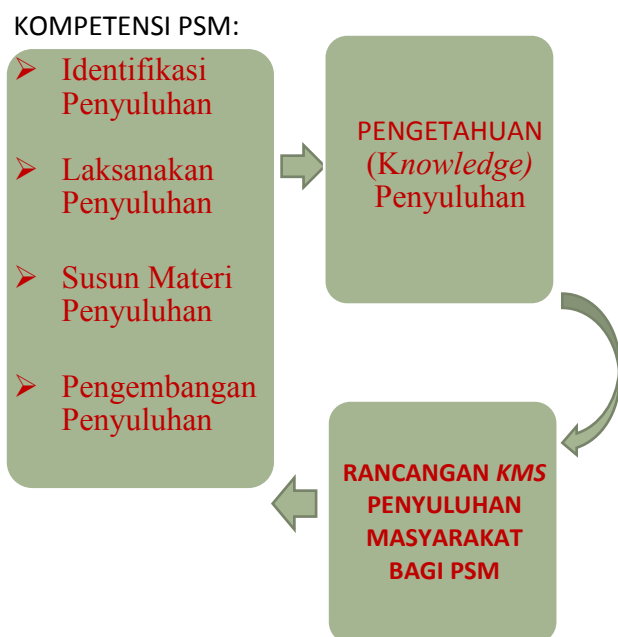 KOMPETENSI PSM:
➢ Identifikasi
Penyuluhan
➢ Laksanakan
Penyuluhan
➢ Susun Materi
Penyuluhan
➢ Pengembangan
Penyuluhan
PENGETAHUAN
(Knowledge)
Penyuluhan
RANCANGAN KMS
PENYULUHAN
MASYARAKAT
BAGI PSM